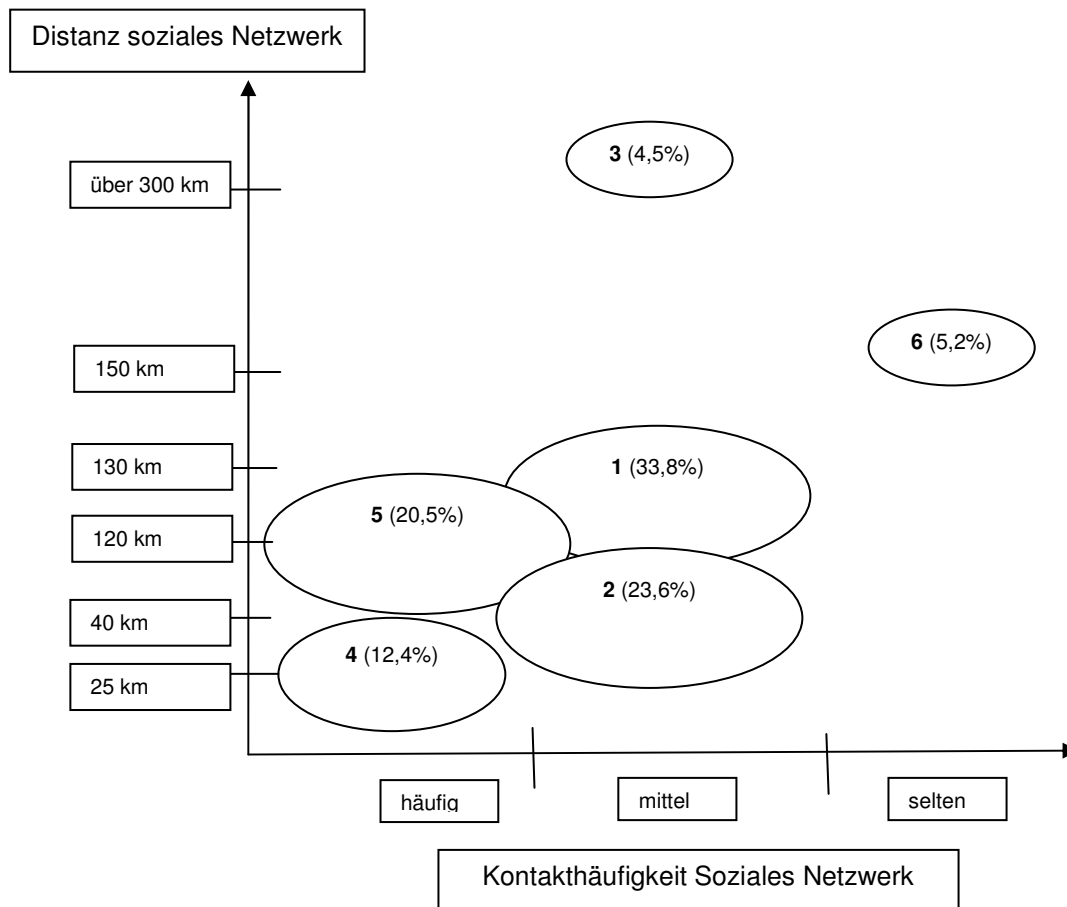 Distanz soziales Netzwerk
3 (4,5%)
über 300 km
6 (5,2%)
150 km
130 km
1 (33,8%)
5 (20,5%)
120 km
2 (23,6%)
40 km
4 (12,4%)
25 km
häufig
mittel
selten
Kontakthäufigkeit Soziales Netzwerk